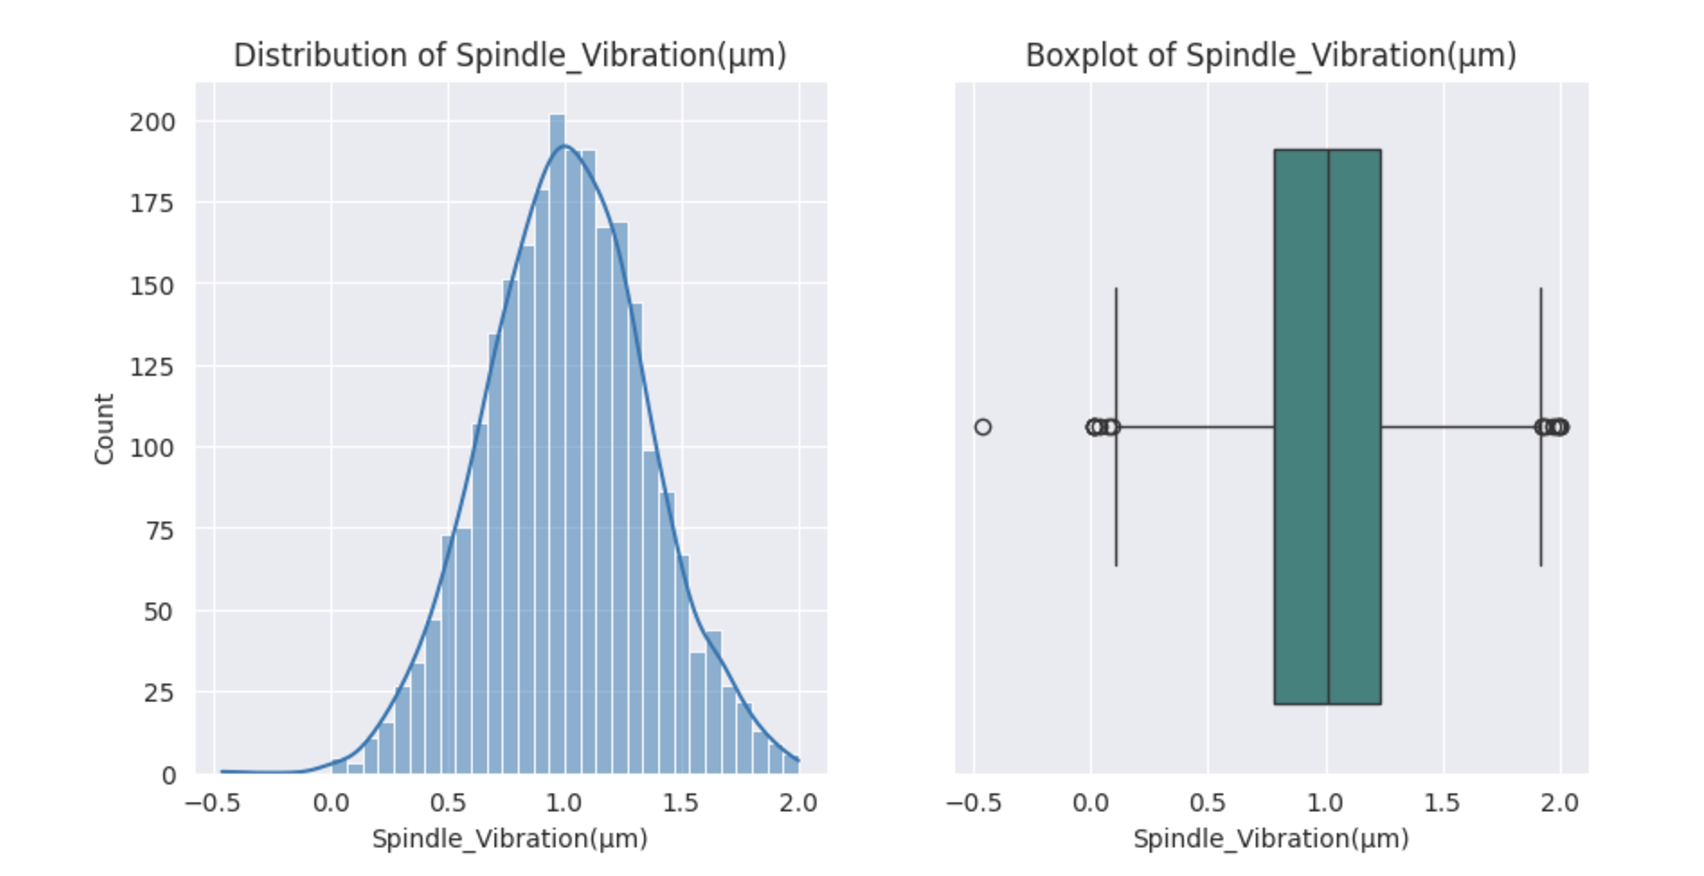 Distribution of Spindle_Vibration(μm)
Count
200
175
150
125
100
75
50
25
0
−0.5 0.0 0.5 1.0 1.5 2.0
Spindle_Vibration(μm)
Boxplot of Spindle_Vibration(μm)
−0.5 0.0 0.5 1.0 1.5 2.0
Spindle_Vibration(μm)